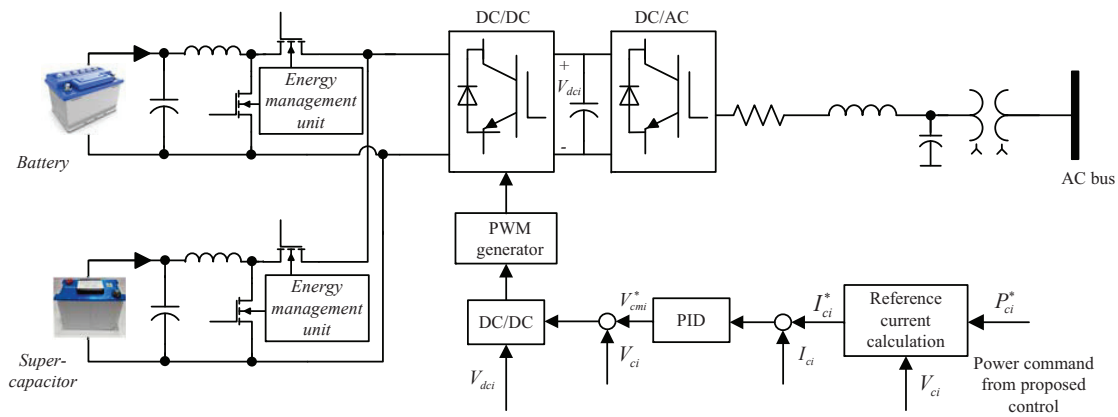 DC/DC
DC/AC
Energy
management
unit
+
V_dci
-
Battery
AC bus
PWM
generator
Energy
management
unit
DC/DC
V*_cmi
PID
I*_ci
Reference
current
calculation
P*_ci
Super-
capacitor
V_dci
V_ci
I_ci
V_ci
Power command
from proposed
control